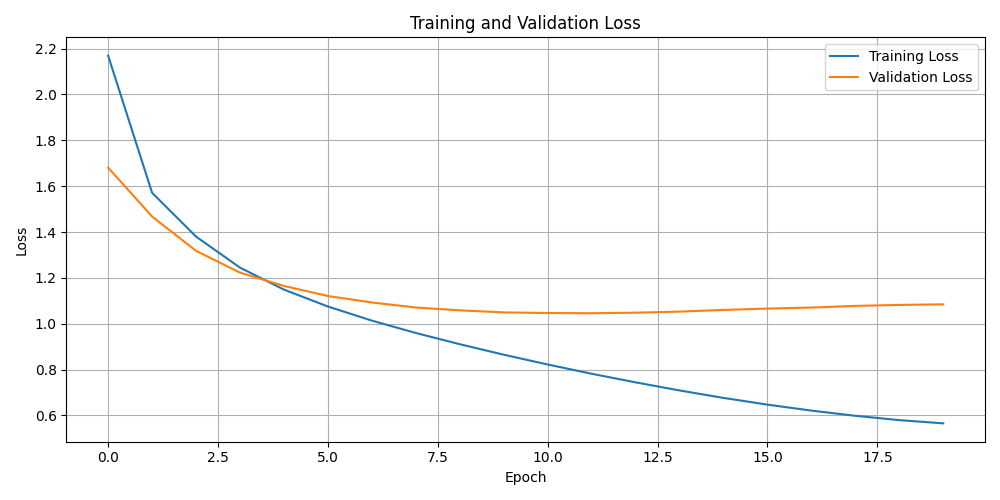 Training and Validation Loss
Training Loss
Validation Loss
Loss
2.2
2.0
1.8
1.6
1.4
1.2
1.0
0.8
0.6
0.0 2.5 5.0 7.5 10.0 12.5 15.0 17.5
Epoch